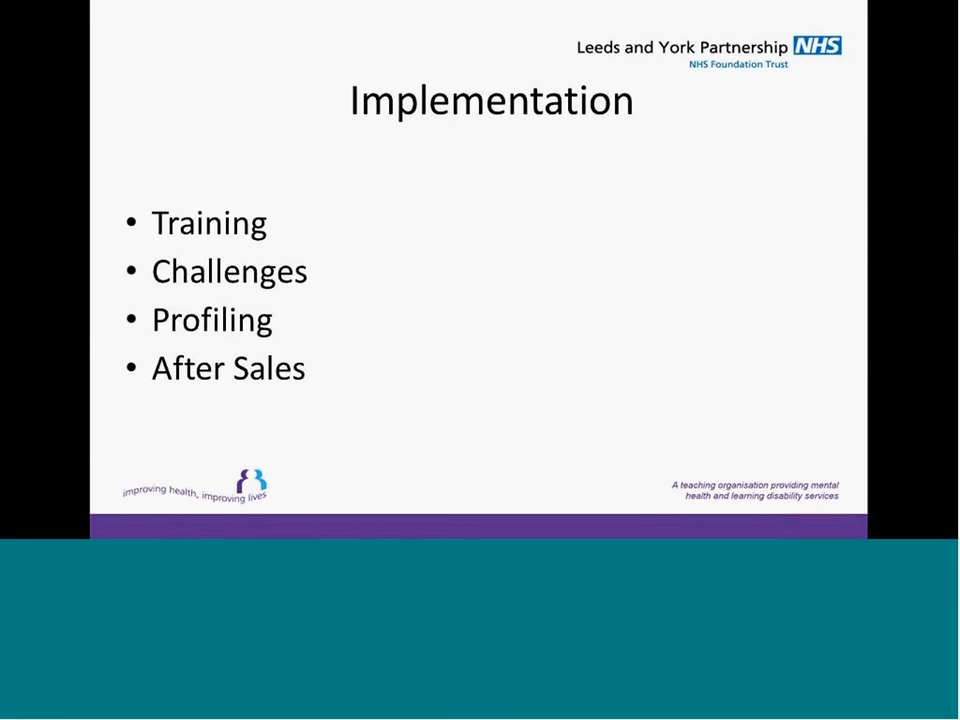 Leeds and York Partnership NHS
NHS Foundation Trust
Implementation
• Training
• Challenges
• Profiling
• After Sales
improving health, improving lives
A teaching organisation providing mental
health and learning disability services